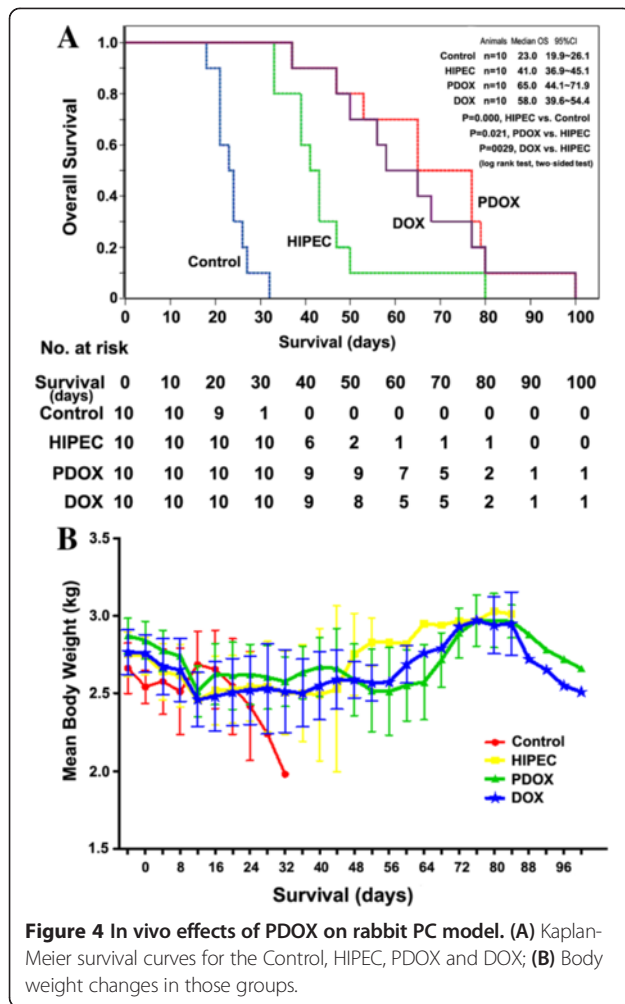 A
Animals Median OS 95%CI
Control n=10 23.0 19.9~26.1
HIPEC n=10 41.0 36.9~45.1
PDOX n=10 65.0 44.1~71.9
DOX n=10 58.0 39.6~54.4
P=0.000, HIPEC vs. Control
P=0.021, PDOX vs. HIPEC
P=0029, DOX vs. HIPEC
(log rank test, two-sided test)
Overall Survival
1.0
0.8
0.6
0.4
0.2
0
Control
HIPEC
DOX
PDOX
0 10 20 30 40 50 60 70 80 90 100
Survival (days)
No. at risk
Survival (days) 0 10 20 30 40 50 60 70 80 90 100
Control 10 10 9 1 0 0 0 0 0 0 0
HIPEC 10 10 10 10 6 2 1 1 1 0 0
PDOX 10 10 10 10 9 9 7 5 2 1 1
DOX 10 10 10 10 9 8 5 5 2 1 1
B
Mean Body Weight (kg)
3.5
3.0
2.5
2.0
1.5
Control
HIPEC
PDOX
DOX
0 8 16 24 32 40 48 56 64 72 80 88 96
Survival (days)
Figure 4 In vivo effects of PDOX on rabbit PC model. (A) Kaplan-
Meier survival curves for the Control, HIPEC, PDOX and DOX; (B) Body
weight changes in those groups.